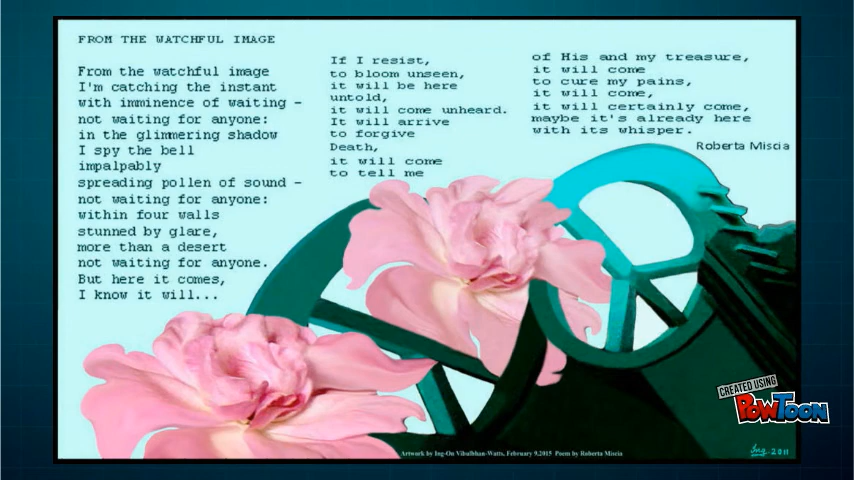 FROM THE WATCHFUL IMAGE
From the watchful image
I'm catching the instant
with imminence of waiting –
not waiting for anyone:
in the glimmering shadow
I spy the bell
impalpably
spreading pollen of sound –
not waiting for anyone:
within four walls
stunned by glare,
more than a desert
not waiting for anyone.
But here it comes,
I know it will...
If I resist,
to bloom unseen,
it will be here
untold,
it will come unheard.
It will arrive
to forgive
Death,
it will come
to tell me
of His and my treasure,
it will come
to cure my pains,
it will come,
it will certainly come,
maybe it's already here
with its whisper.
Roberta Miscia
CREATED USING
POWTOON
Artwork by Ing-On Vibulbhan-Watts, February 9,2015 Poem by Roberta Miscia
Ing 2011